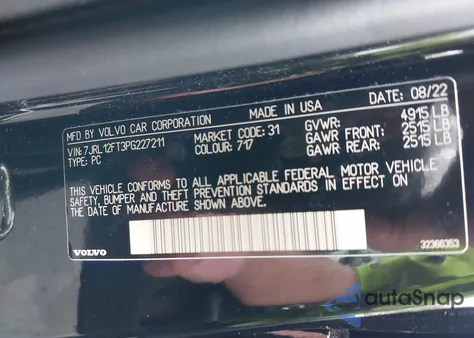 MFD BY VOLVO CAR CORPORATION MADE IN USA DATE: 08/22
VIN: 7JRL12FT3PG227211 MARKET CODE: 31 GVWR: 4915 LB
TYPE: PC COLOUR: 717 GAWR FRONT: 2515 LB
GAWR REAR: 2515 LB
THIS VEHICLE CONFORMS TO ALL APPLICABLE FEDERAL MOTOR VEHICLE
SAFETY, BUMPER AND THEFT PREVENTION STANDARDS IN EFFECT ON
THE DATE OF MANUFACTURE SHOWN ABOVE.
VOLVO 32366353
autoSnap